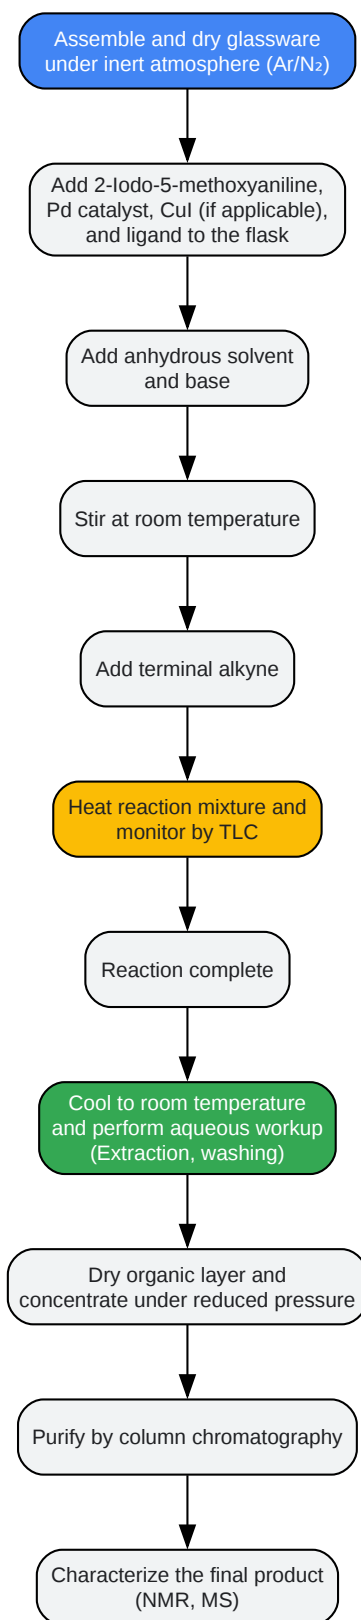 Assemble and dry glassware
under inert atmosphere (Ar/N₂)
Add 2-Iodo-5-methoxyaniline,
Pd catalyst, CuI (if applicable),
and ligand to the flask
Add anhydrous solvent
and base
Stir at room temperature
Add terminal alkyne
Heat reaction mixture and
monitor by TLC
Reaction complete
Cool to room temperature
and perform aqueous workup
(Extraction, washing)
Dry organic layer and
concentrate under reduced pressure
Purify by column chromatography
Characterize the final product
(NMR, MS)